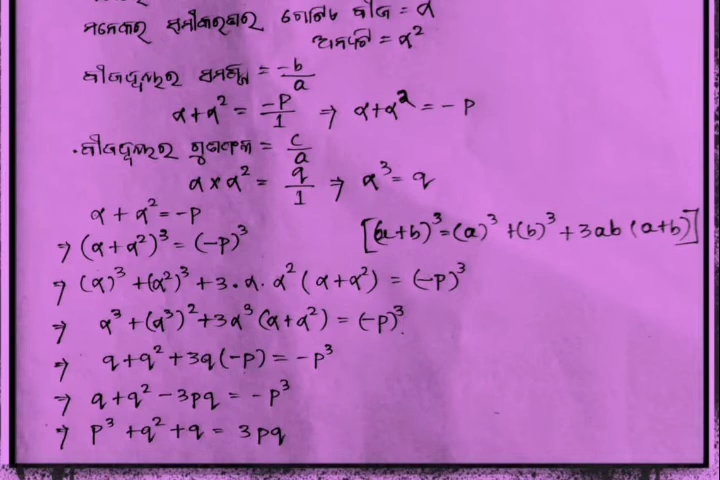 ମନେକର ସମୀକରଣର ଗୋଟିଏ ବୀଜ = α
ଅନ୍ୟଟି = α²
ବୀଜଦ୍ୱୟର ସମଷ୍ଟି = -b/a
α + α² = -P/1 ⇒ α + α² = - P
·ବୀଜଦ୍ୱୟର ଗୁଣଫଳ = c/a
α × α² = q/1 ⇒ α³ = q
α + α² = -P
⇒ (α + α²)³ = (-P)³ [(a+b)³ = (a)³ + (b)³ + 3ab (a+b)]
⇒ (α)³ + (α²)³ + 3 . α. α² (α + α²) = (-P)³
⇒ α³ + (α³)² + 3α³ (α + α²) = (-P)³.
⇒ q + q² + 3q (-P) = -P³
⇒ q + q² - 3pq = -P³
⇒ P³ + q² + q = 3pq